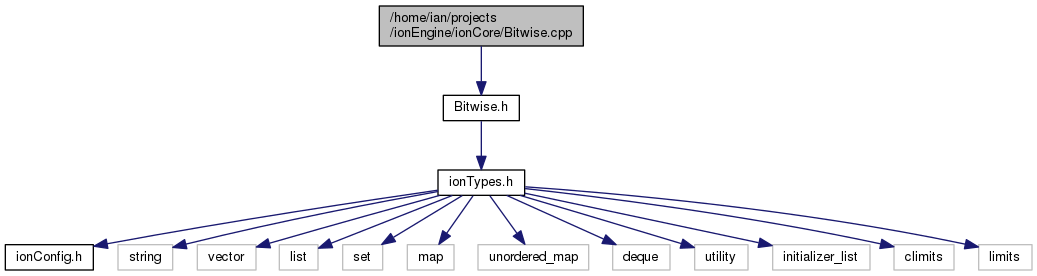 /home/ian/projects
/ionEngine/ionCore/Bitwise.cpp
Bitwise.h
ionTypes.h
ionConfig.h string vector list set map unordered_map deque utility initializer_list climits limits